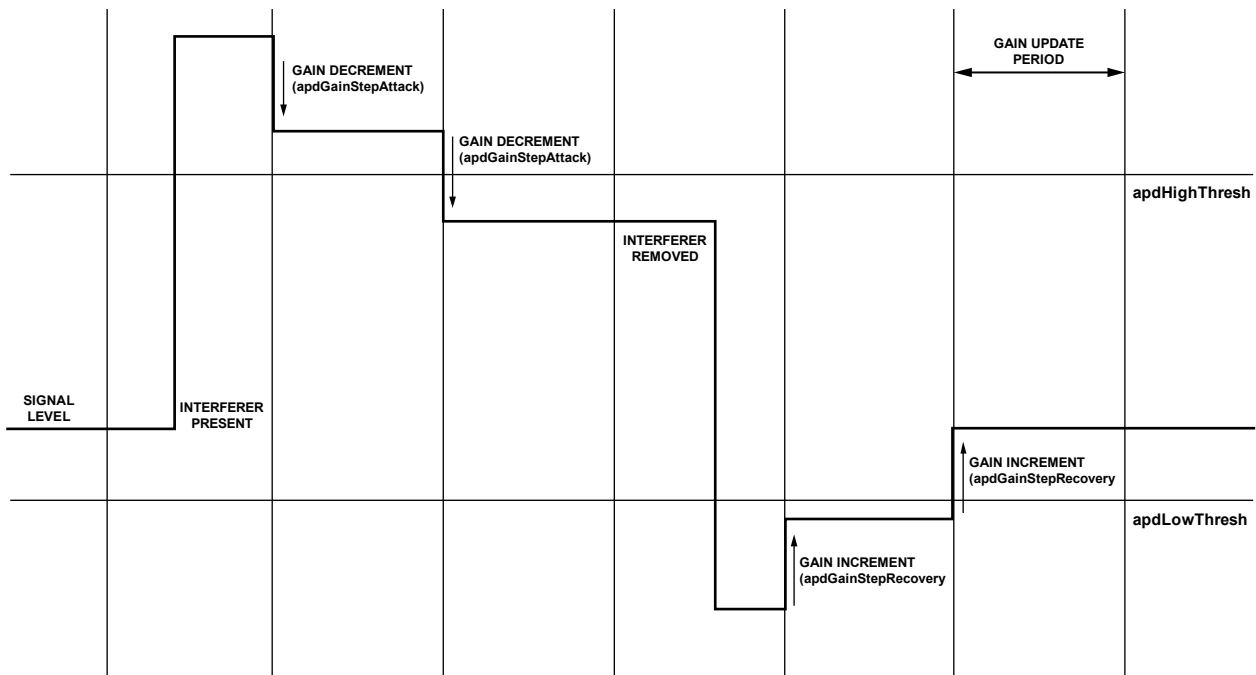 GAIN UPDATE
PERIOD
GAIN DECREMENT
(apdGainStepAttack)
GAIN DECREMENT
(apdGainStepAttack)
apdHighThresh
INTERFERER
REMOVED
SIGNAL
LEVEL
INTERFERER
PRESENT
GAIN INCREMENT
(apdGainStepRecovery
apdLowThresh
GAIN INCREMENT
(apdGainStepRecovery